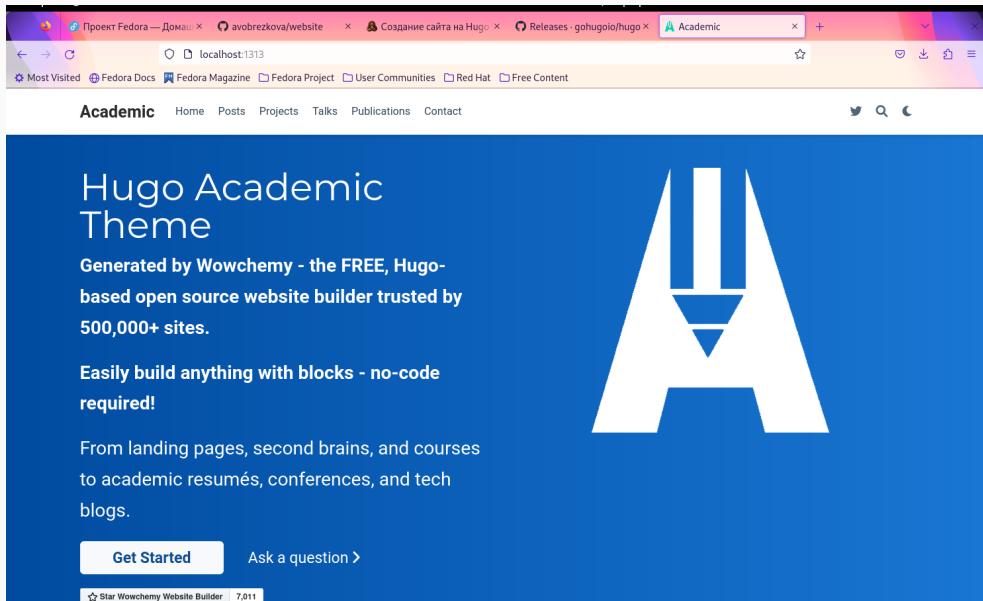 Проект Fedora — Домаш
avobrezkova/website
Создание сайта на Hugo
Releases · gohugoio/hugo
Academic
localhost:1313
Most Visited Fedora Docs Fedora Magazine Fedora Project User Communities Red Hat Free Content
Academic Home Posts Projects Talks Publications Contact
Hugo Academic
Theme
Generated by Wowchemy - the FREE, Hugo-
based open source website builder trusted by
500,000+ sites.
Easily build anything with blocks - no-code
required!
From landing pages, second brains, and courses
to academic resumés, conferences, and tech
blogs.
Get Started Ask a question
Star Wowchemy Website Builder 7,011